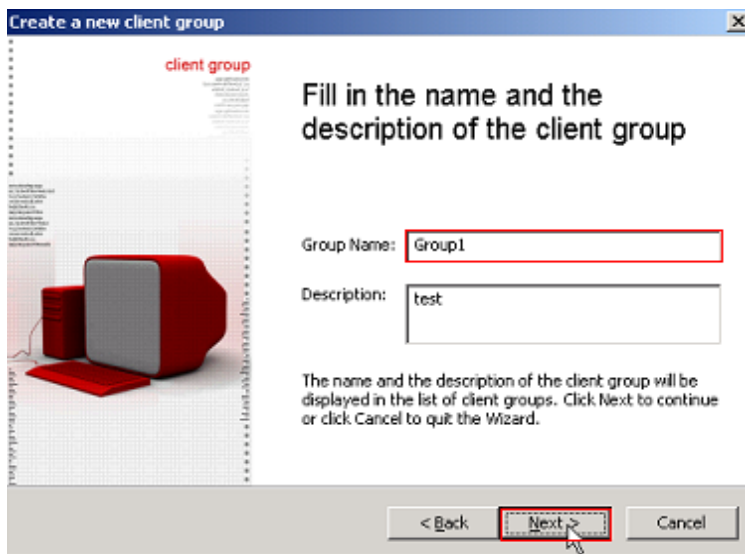 Create a new client group
client group
Fill in the name and the
description of the client group
Group Name: Group1
Description: test
The name and the description of the client group will be
displayed in the list of client groups. Click Next to continue
or click Cancel to quit the Wizard.
< Back Next > Cancel